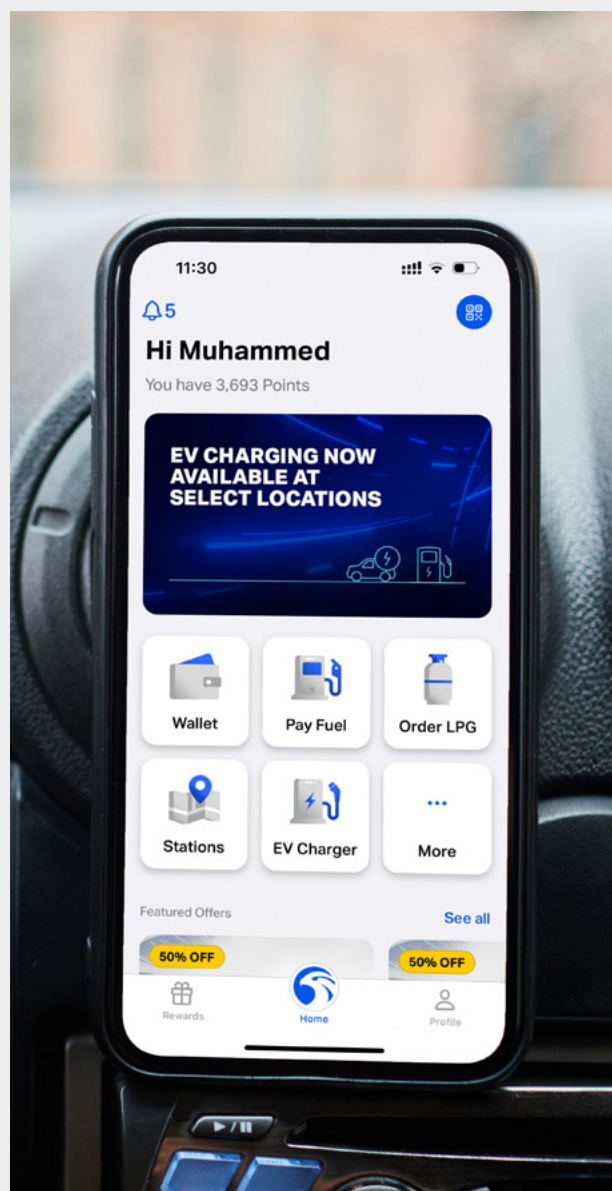 11:30
5
Hi Muhammed
You have 3,693 Points
EV CHARGING NOW
AVAILABLE AT
SELECT LOCATIONS
Wallet
Pay Fuel
Order LPG
Stations
EV Charger
More
Featured Offers
See all
50% OFF
50% OFF
Rewards
Home
Profile